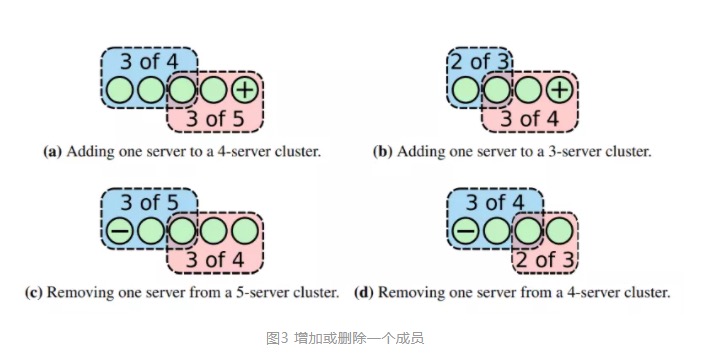 3 of 4
3 of 5
(a) Adding one server to a 4-server cluster.
2 of 3
3 of 4
(b) Adding one server to a 3-server cluster.
3 of 5
3 of 4
(c) Removing one server from a 5-server cluster.
3 of 4
2 of 3
(d) Removing one server from a 4-server cluster.
图3 增加或删除一个成员